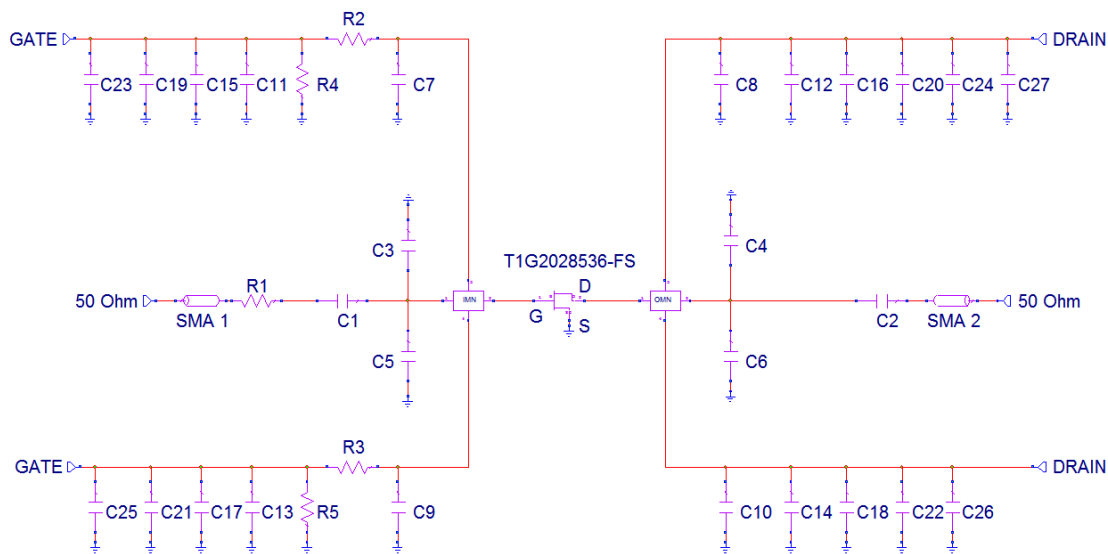 R2
GATE
DRAIN
C23 C19 C15 C11 R4 C7
C8 C12 C16 C20 C24 C27
C3
C4
T1G2028536-FS
D
50 Ohm
R1
IMN
OMN
50 Ohm
SMA 1
C1
G
S
C2
SMA 2
C5
C6
R3
GATE
DRAIN
C25 C21 C17 C13 R5 C9
C10 C14 C18 C22 C26